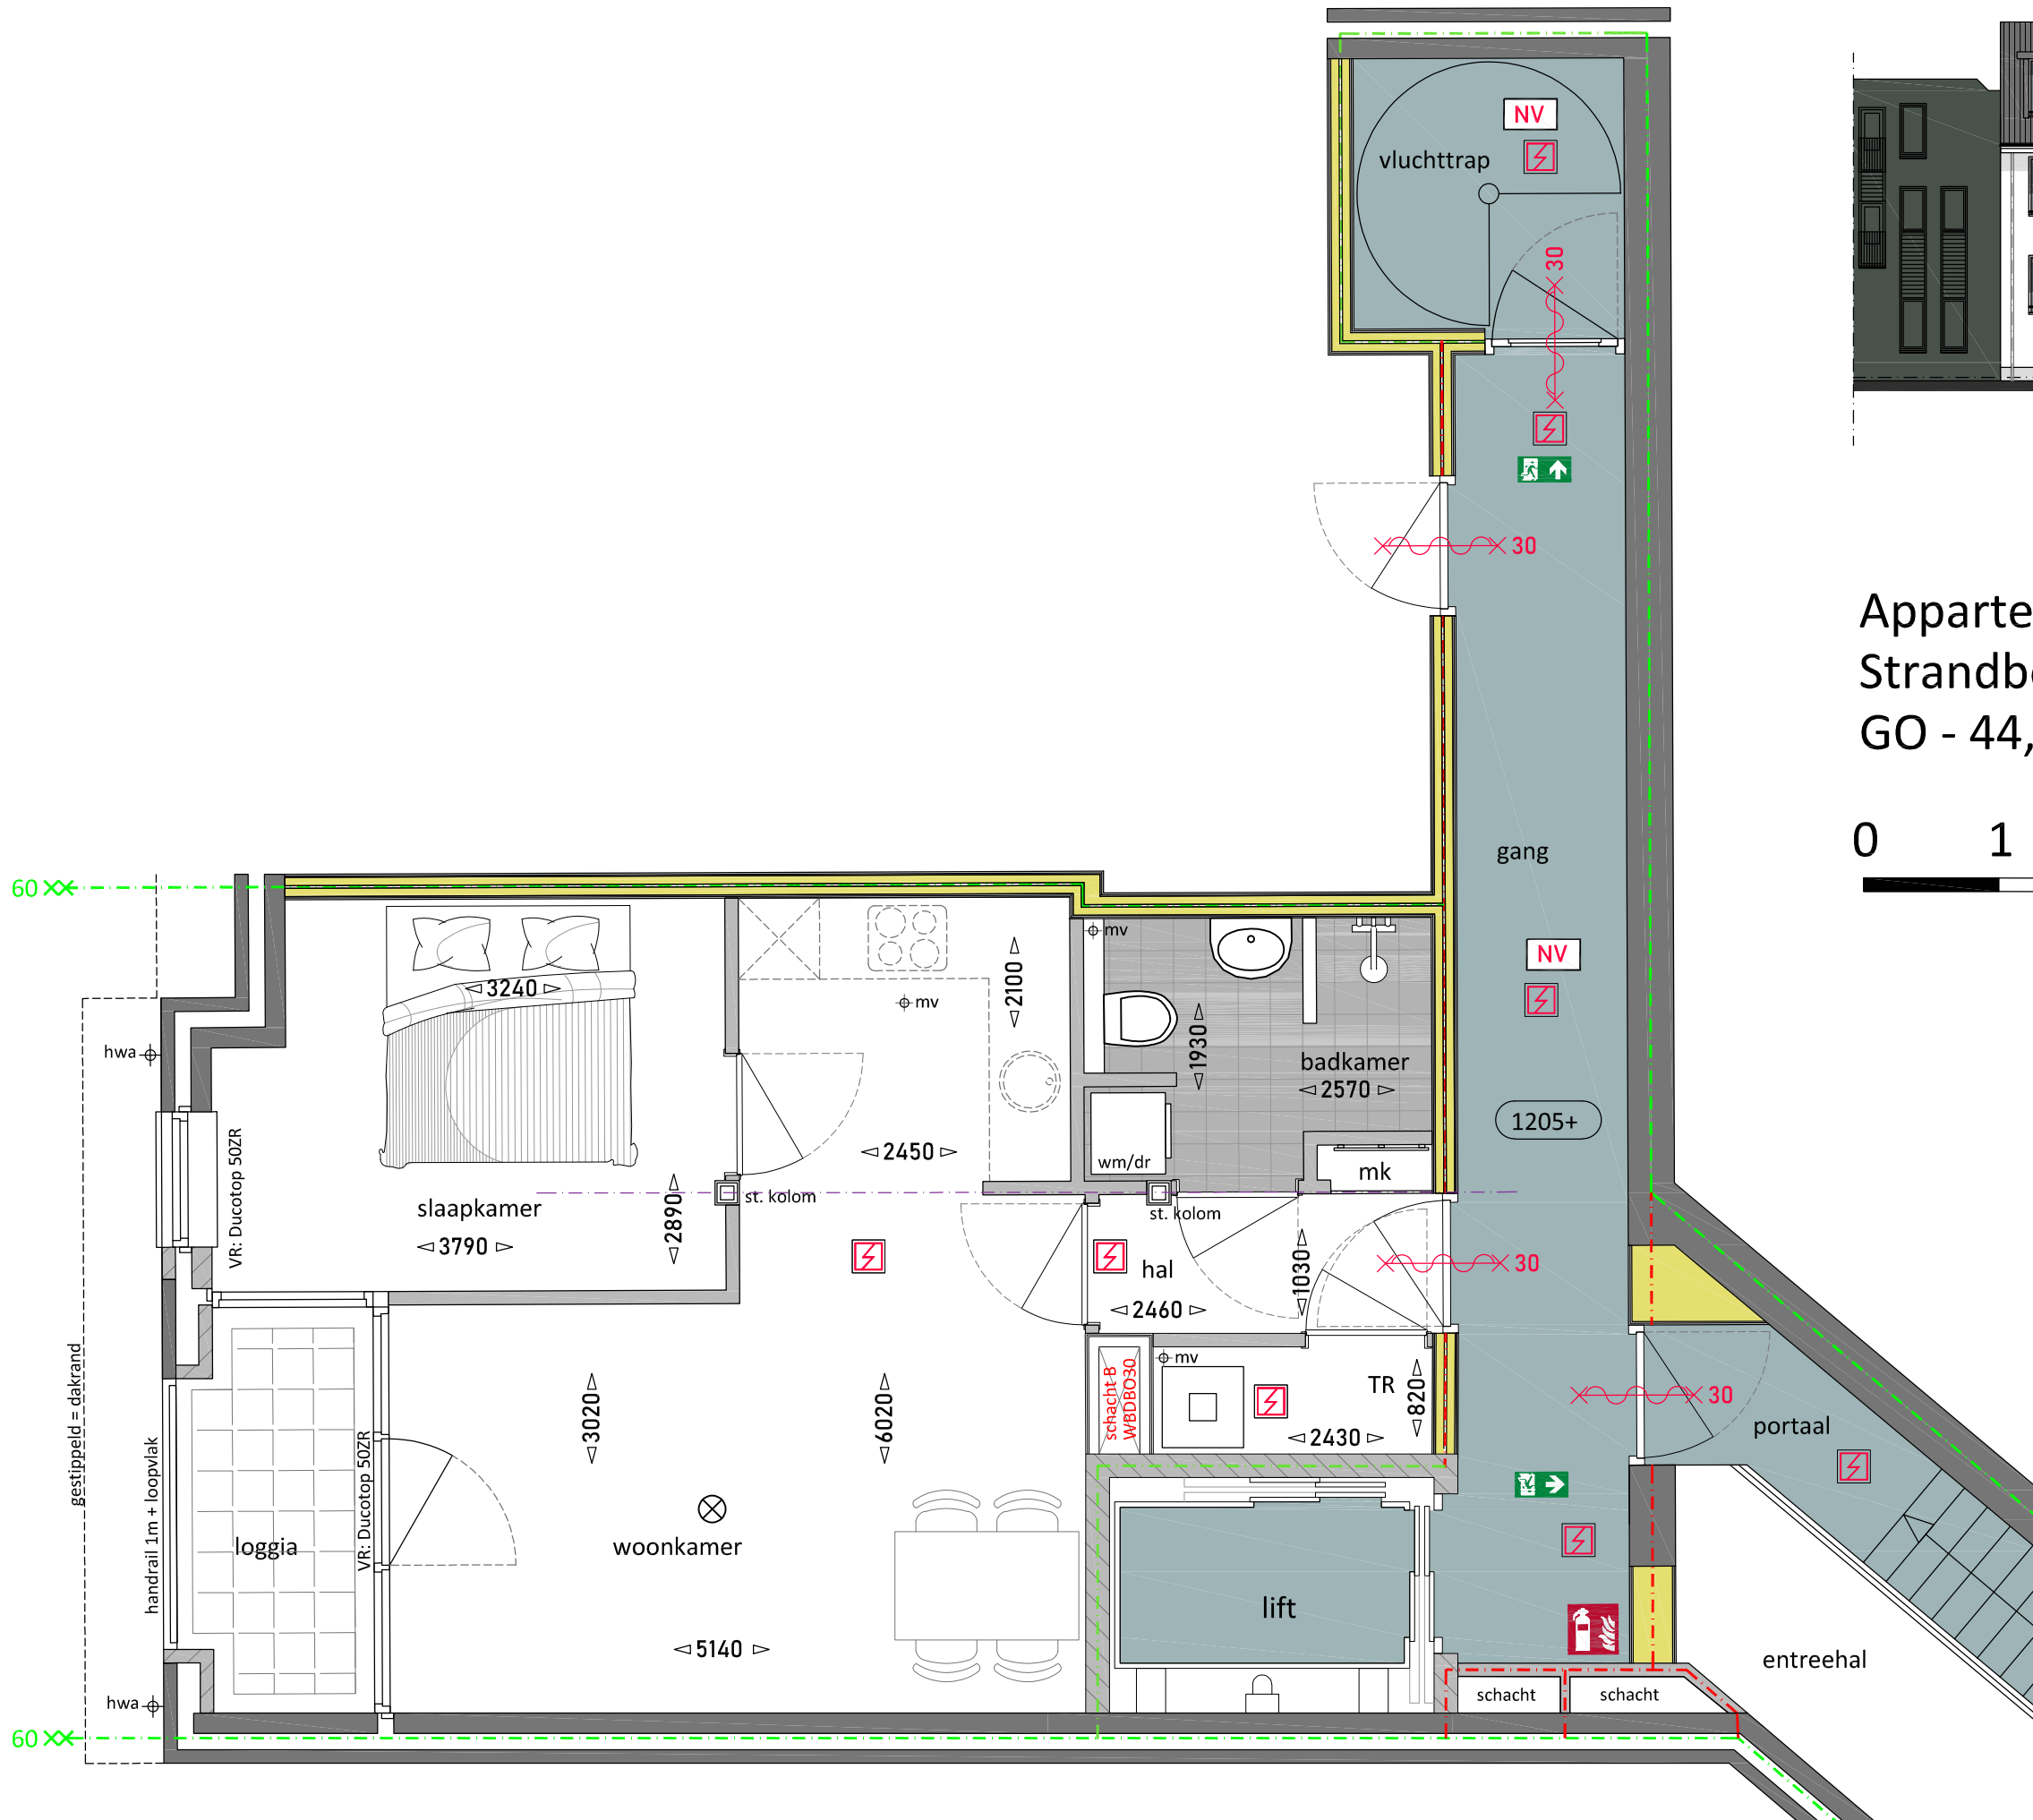 NV
vluchttrap
30
30
Apparte
Strandb
GO - 44,
0 1
gang
60
mv
NV
3240
mv
2100
1930
badkamer
2570
hwa
1205+
2450
wm/dr
mk
VR: Ducotop 50ZR
slaapkamer
2890
st. kolom
st. kolom
3790
hal
1030
30
2460
mv
TR
820
schacht B
WBDBO30
30
portaal
gestippeld = dakrand
3020
6020
2430
handrail 1m + loopvlak
VR: Ducotop 50ZR
loggia
woonkamer
lift
5140
entreehal
hwa
schacht
schacht
60